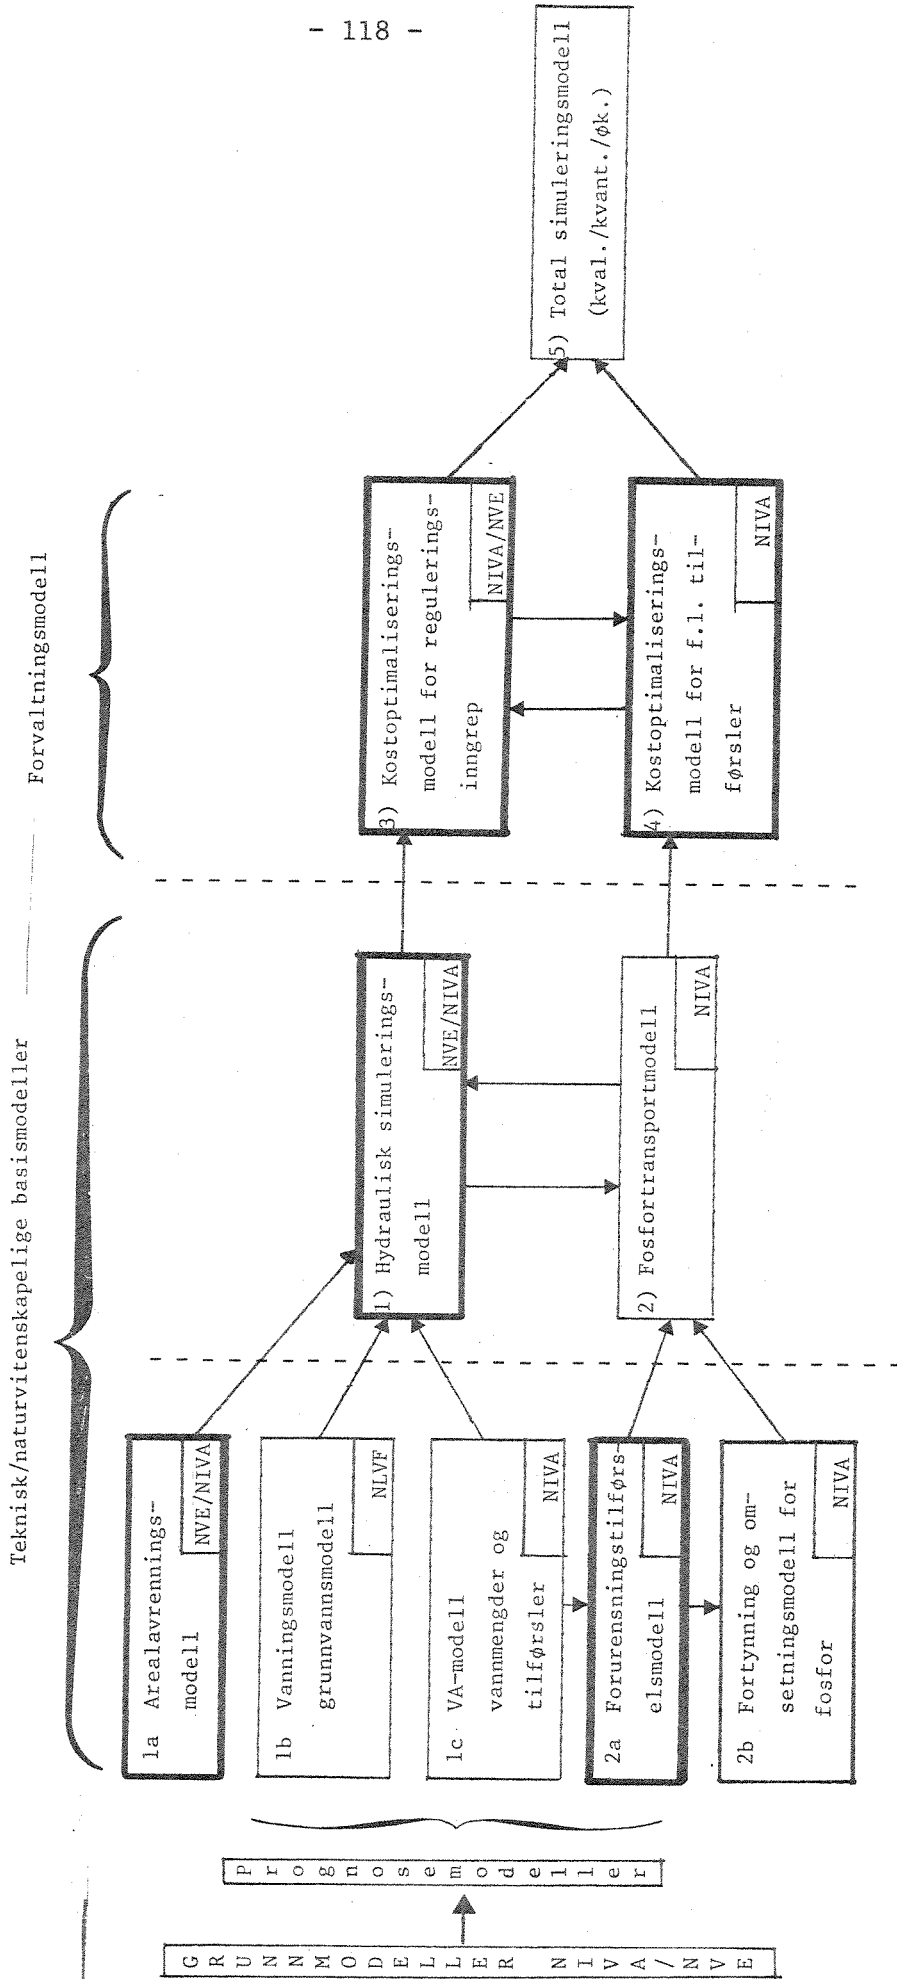 - 118 -
Teknisk/naturvitenskapelige basismodeller
Forvaltningsmodell
GRUNNMODELLER NIVA/NVE
Prognosemodeller
1a Arealavrennings-
modell
NVE/NIVA
1b Vanningsmodell
grunnvannsmodell
NLVF
1c VA-modell
vannmengder og
tilførsler
NIVA
2a Forurensningstilførs-
elsmodell
NIVA
2b Fortynning og om-
setningsmodell for
fosfor
NIVA
1) Hydraulisk simulerings-
modell
NVE/NIVA
2) Fosfortransportmodell
NIVA
3) Kostoptimaliserings-
modell for regulerings-
inngrep
NIVA/NVE
4) Kostoptimaliserings-
modell for f.l. til-
førsler
NIVA
5) Total simuleringsmodell
(kval./kvant./øk.)